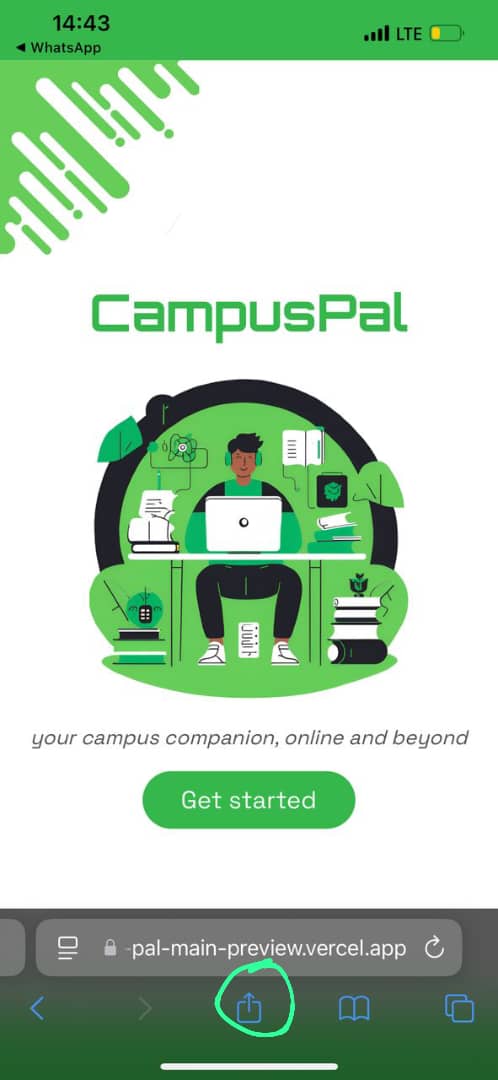 14:43
LTE
◀ WhatsApp
CampusPal
your campus companion, online and beyond
Get started
-pal-main-preview.vercel.app